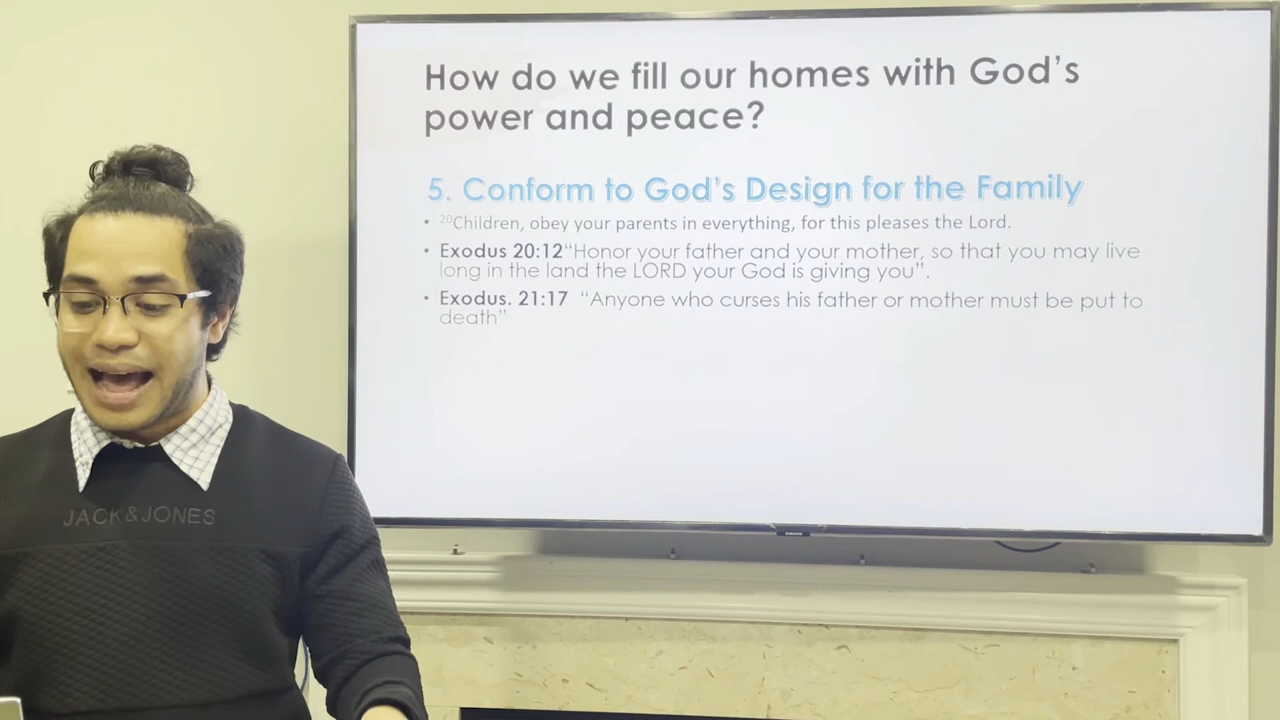 How do we fill our homes with God's
power and peace?
5. Conform to God's Design for the Family
• 20Children, obey your parents in everything, for this pleases the Lord.
• Exodus 20:12“Honor your father and your mother, so that you may live
long in the land the LORD your God is giving you”.
• Exodus. 21:17 “Anyone who curses his father or mother must be put to
death”
JACK&JONES
SAMSUNG